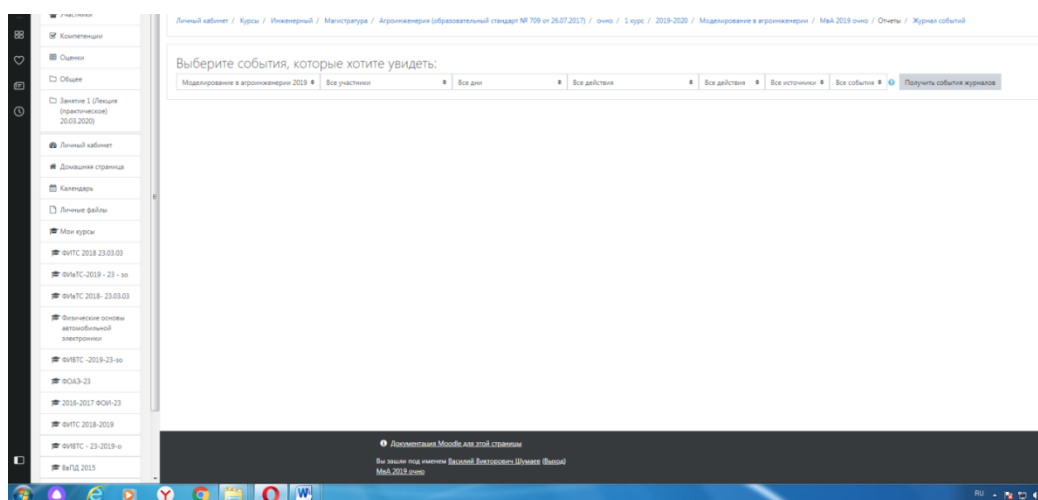 Участники
Личный кабинет / Курсы / Инженерный / Магистратура / Агроинженерия (образовательный стандарт № 709 от 26.07.2017) / очно / 1 курс / 2019-2020 / Моделирование в агроинженерии / МвА 2019 очно / Отчеты / Журнал событий
Компетенции
Оценки
Общее
Занятие 1 (Лекция
(практическое)
20.03.2020)
Личный кабинет
Домашняя страница
Календарь
Личные файлы
Мои курсы
ФИТС 2018 23.03.03
ФИвТС-2019 - 23 - зо
ФИвТС 2018- 23.03.03
Физические основы
автомобильной
электроники
ФИВТС -2019-23-зо
ФОАЭ-23
2016-2017 ФОИ-23
ФИТС 2018-2019
ФИВТС - 23-2019-о
ВвПД 2015
Выберите события, которые хотите увидеть:
Моделирование в агроинженерии 2019 Все участники Все дни Все действия Все действия Все источники Все события Получить события журналов
Документация Moodle для этой страницы
Вы зашли под именем Василий Викторович Шумаев (Выход)
МвА 2019 очно
RU